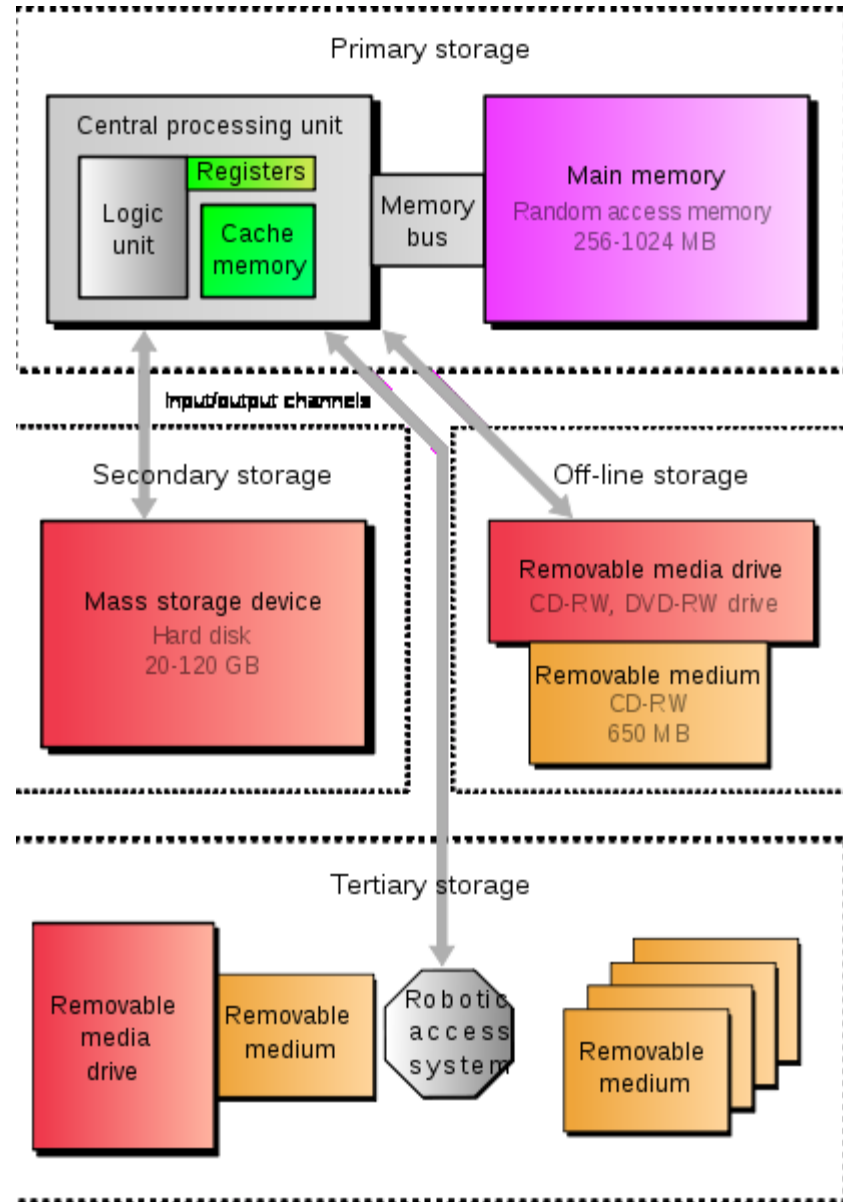 Primary storage
Central processing unit
Registers
Logic
unit
Cache
memory
Memory
bus
Main memory
Random access memory
256-1024 MB
Input/output channels
Secondary storage
Mass storage device
Hard disk
20-120 GB
Off-line storage
Removable media drive
CD-RW, DVD-RW drive
Removable medium
CD-RW
650 MB
Tertiary storage
Removable
media
drive
Removable
medium
Robotic
access
system
Removable
medium